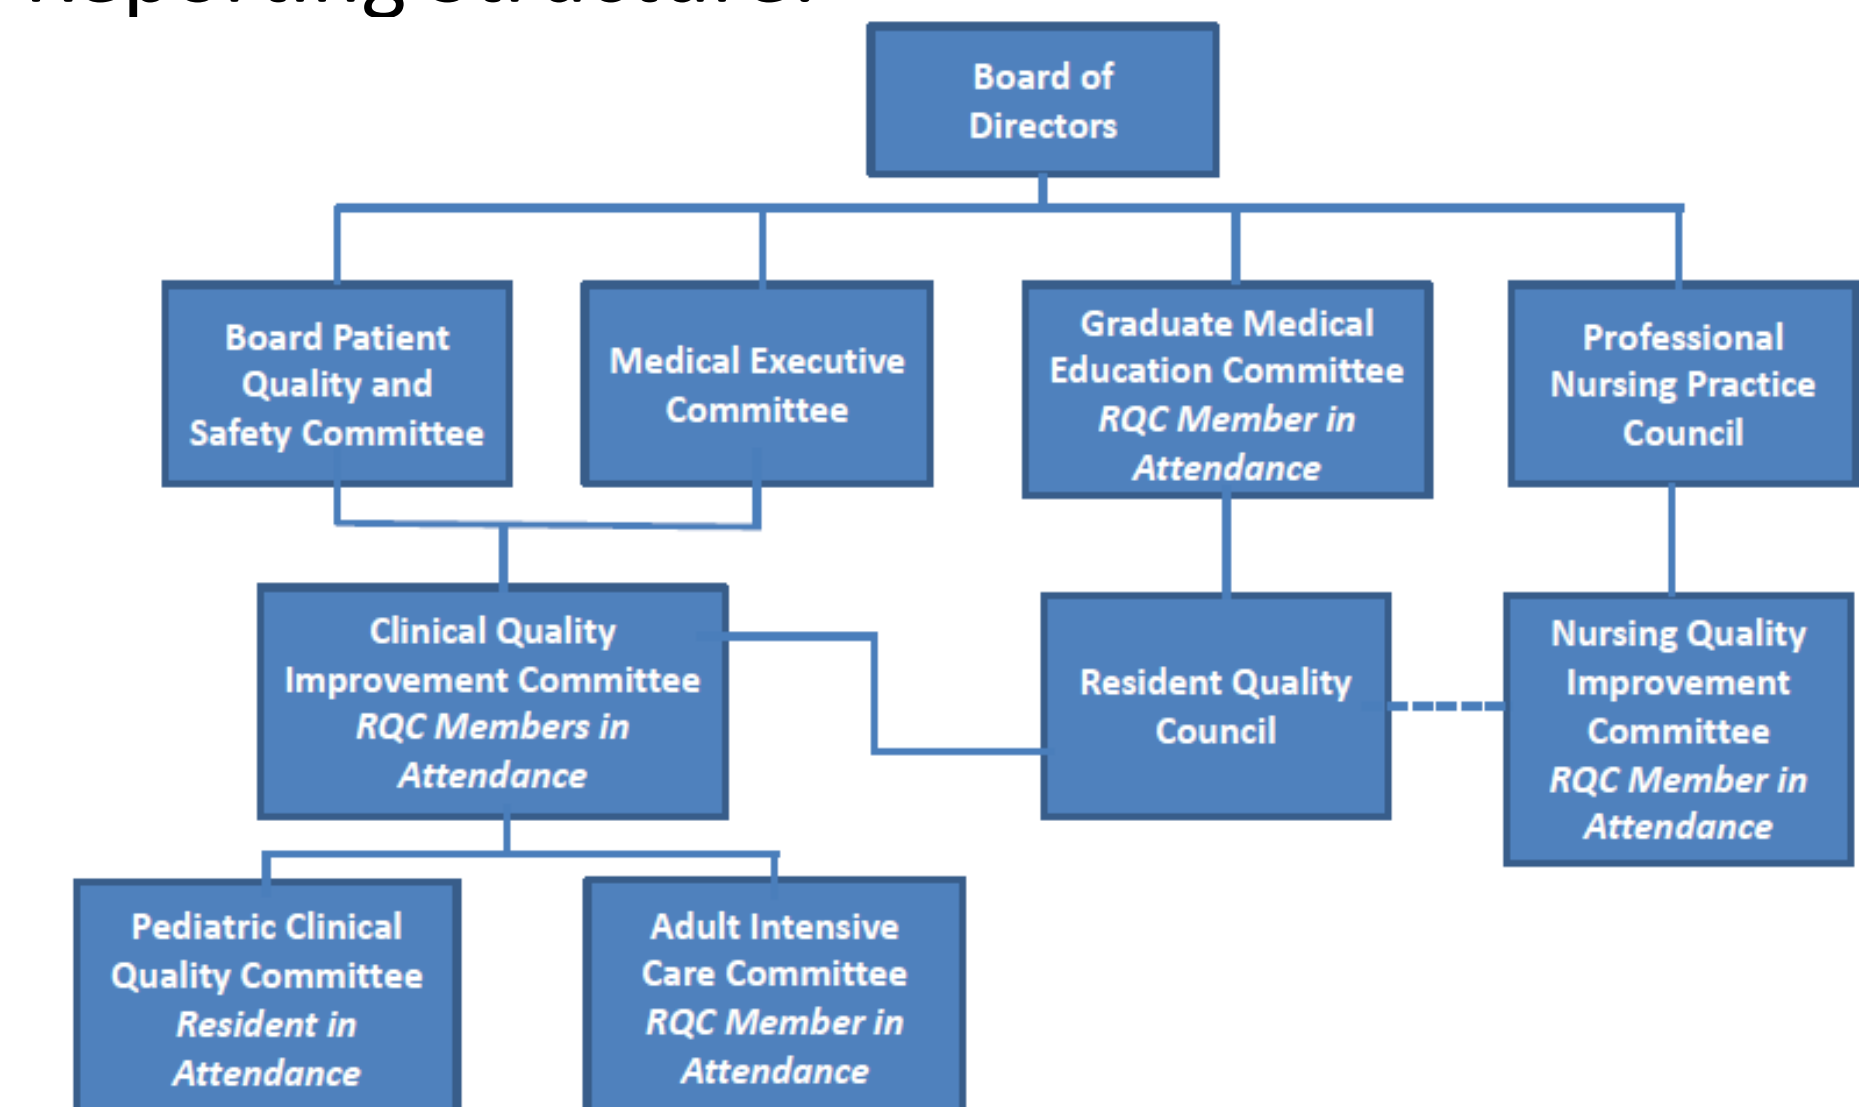 Reporting Structure:
Board of
Directors
Board Patient
Quality and
Safety Committee
Medical Executive
Committee
Graduate Medical
Education Committee
RQC Member in
Attendance
Professional
Nursing Practice
Council
Clinical Quality
Improvement Committee
RQC Members in
Attendance
Resident Quality
Council
Nursing Quality
Improvement
Committee
RQC Member in
Attendance
Pediatric Clinical
Quality Committee
Resident in
Attendance
Adult Intensive
Care Committee
RQC Member in
Attendance